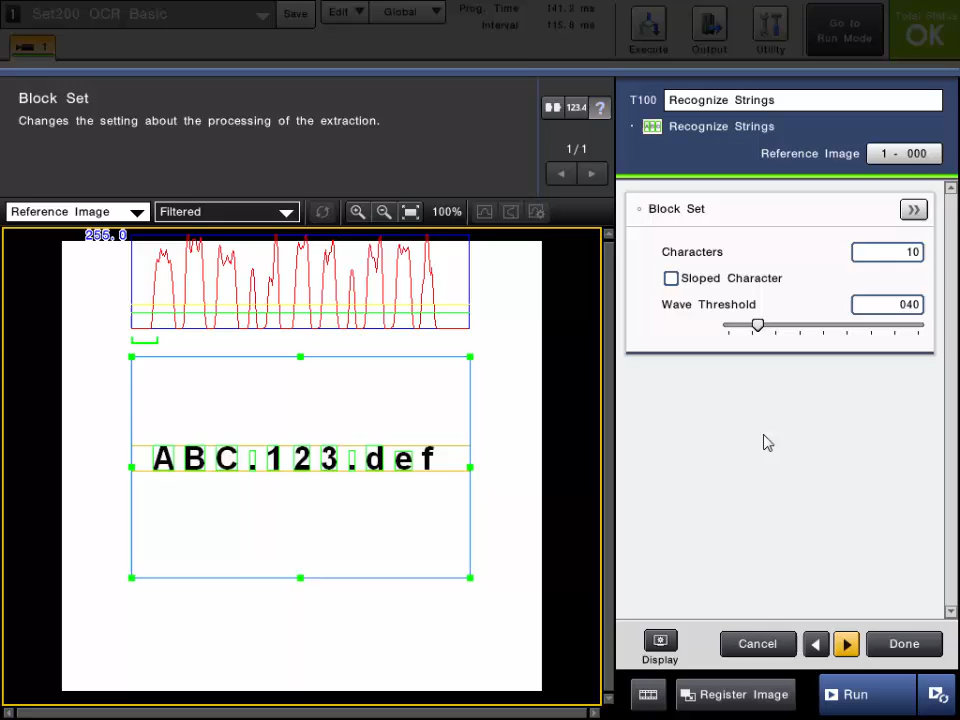 1 Set200 OCR Basic Save Edit Global Prog. Time 141.2 ms
Interval 115.0 ms
Execute Output Utility Go to Run Mode Total Status OK
1
Block Set
Changes the setting about the processing of the extraction.
123.4 ?
1/1
T100 Recognize Strings
Recognize Strings
Reference Image 1 - 000
Reference Image Filtered 100%
Block Set
Characters 10
Sloped Character
Wave Threshold 040
255.0
ABC.123.def
Display Cancel Done
Register Image Run